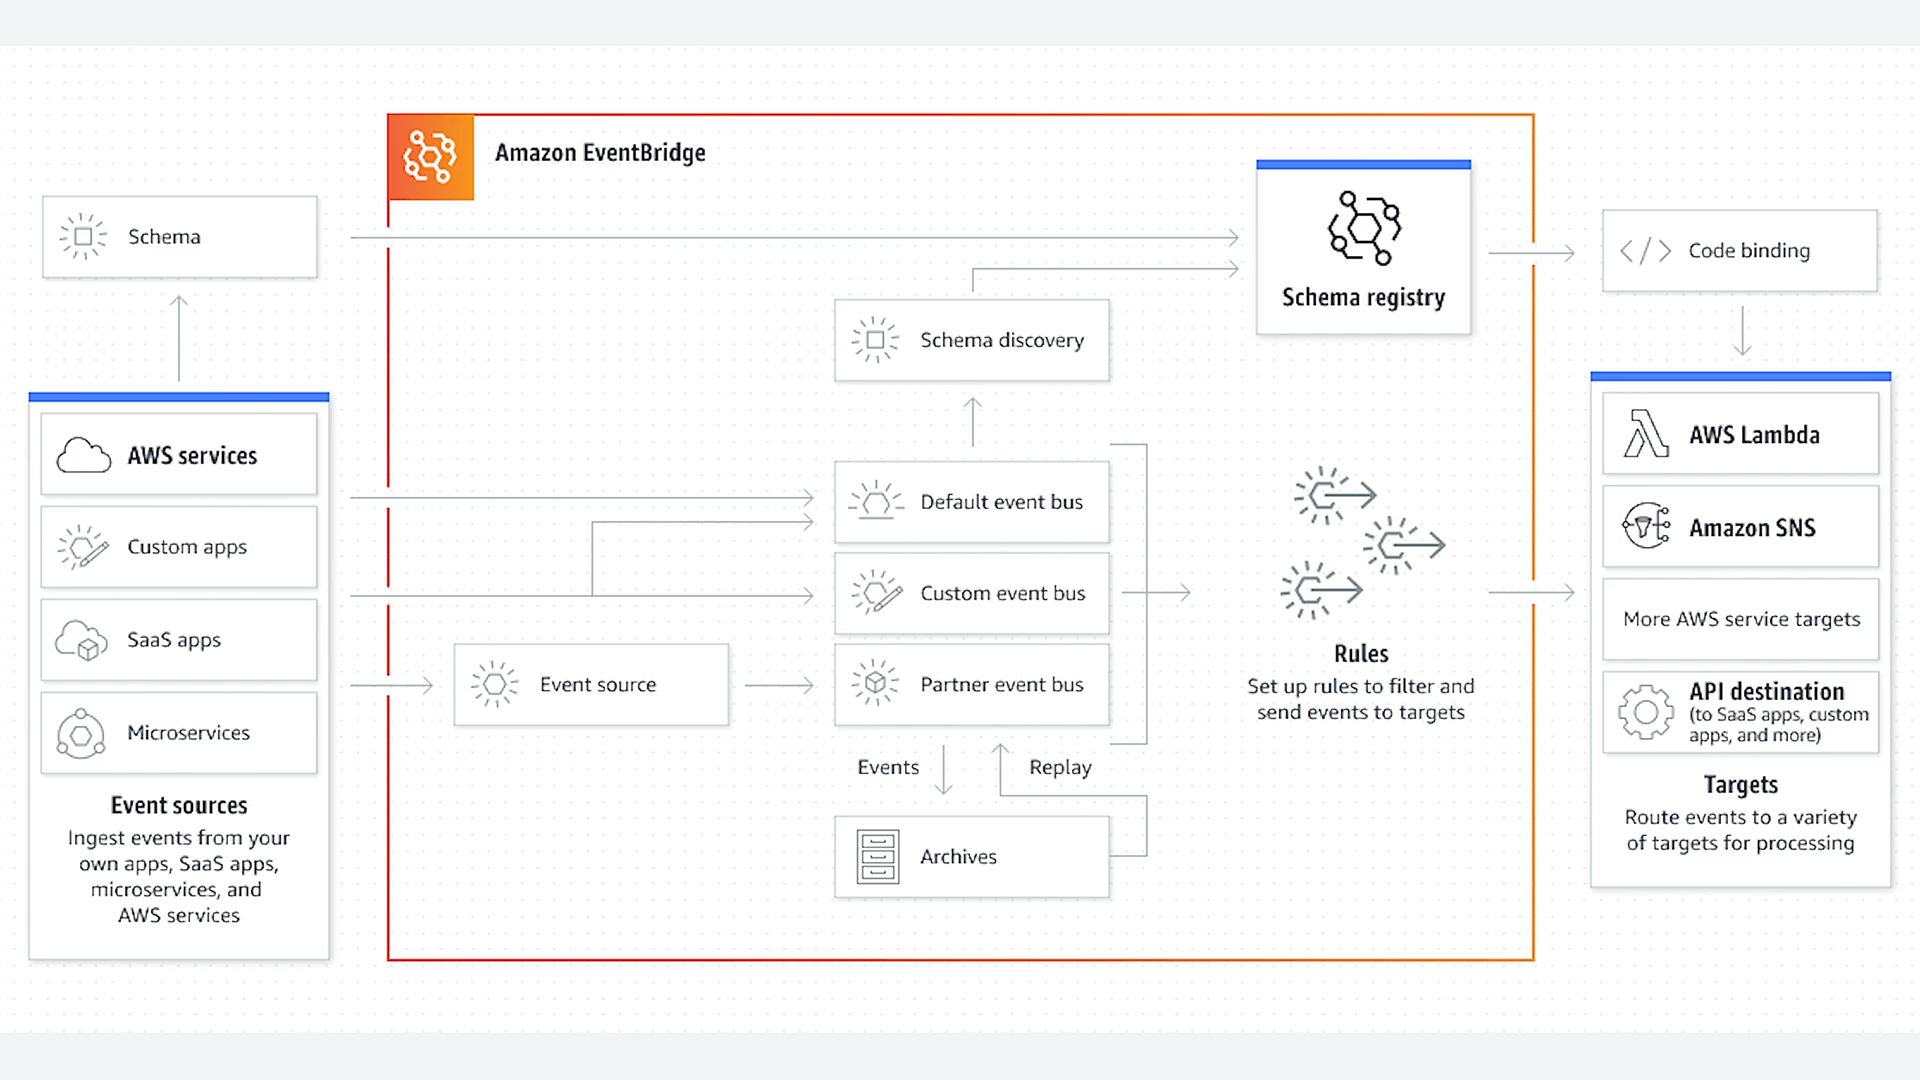 Amazon EventBridge
Schema
Schema registry
Code binding
Schema discovery
AWS services
Custom apps
SaaS apps
Microservices
Event sources
Ingest events from your
own apps, SaaS apps,
microservices, and
AWS services
Event source
Default event bus
Custom event bus
Partner event bus
Events
Replay
Archives
Rules
Set up rules to filter and
send events to targets
AWS Lambda
Amazon SNS
More AWS service targets
API destination
(to SaaS apps, custom
apps, and more)
Targets
Route events to a variety
of targets for processing